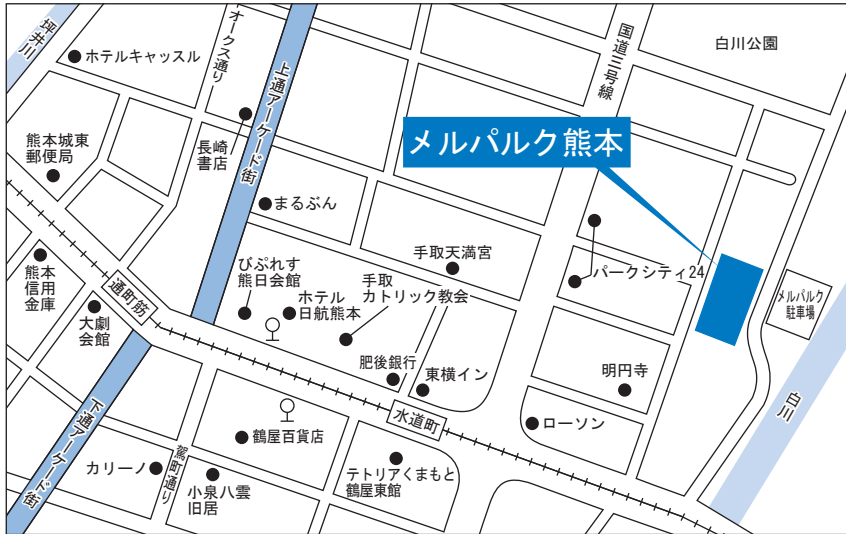 坪井川
ホテルキャッスル
オークス通り
上通アーケード街
国道三号線
白川公園
熊本城東
郵便局
長崎
書店
メルパルク熊本
まるぶん
手取天満宮
パークシティ24
熊本
信用
金庫
通町筋
びぷれす
熊日会館
ホテル
日航熊本
手取
カトリック教会
メルパルク
駐車場
大劇
会館
肥後銀行
東横イン
明円寺
白川
下通アーケード街
水道町
ローソン
鶴屋百貨店
カリーノ
駕町通り
小泉八雲
旧居
テトリアくまもと
鶴屋東館